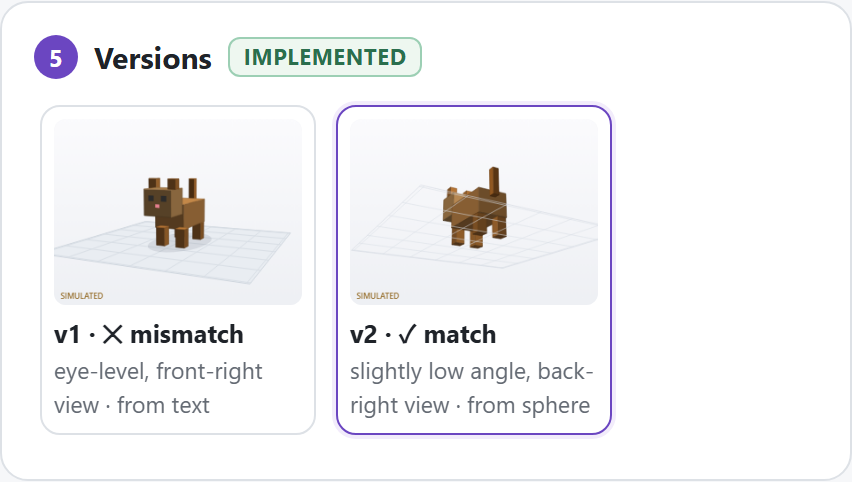 5 Versions IMPLEMENTED
SIMULATED
v1 · ✕ mismatch
eye-level, front-right
view · from text
SIMULATED
v2 · ✓ match
slightly low angle, back-
right view · from sphere